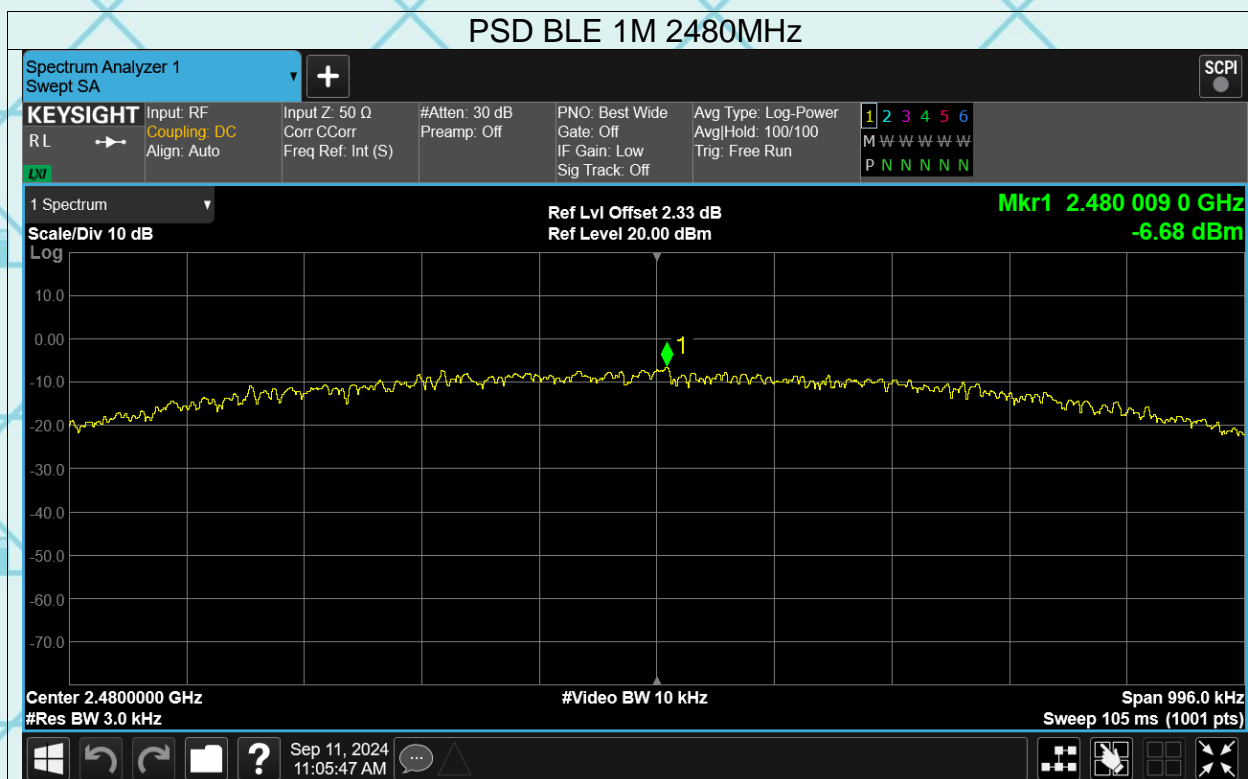 PSD BLE 1M 2480MHz
Spectrum Analyzer 1
Swept SA
SCPI
KEYSIGHT
R L
LXI
Input: RF
Coupling: DC
Align: Auto
Input Z: 50 Ω
Corr CCorr
Freq Ref: Int (S)
#Atten: 30 dB
Preamp: Off
PNO: Best Wide
Gate: Off
IF Gain: Low
Sig Track: Off
Avg Type: Log-Power
Avg|Hold: 100/100
Trig: Free Run
1 2 3 4 5 6
M W W W W W
P N N N N N
1 Spectrum
Scale/Div 10 dB
Log
Ref Lvl Offset 2.33 dB
Ref Level 20.00 dBm
Mkr1 2.480 009 0 GHz
-6.68 dBm
1
10.0
0.00
-10.0
-20.0
-30.0
-40.0
-50.0
-60.0
-70.0
Center 2.4800000 GHz
#Res BW 3.0 kHz
#Video BW 10 kHz
Span 996.0 kHz
Sweep 105 ms (1001 pts)
?
Sep 11, 2024
11:05:47 AM